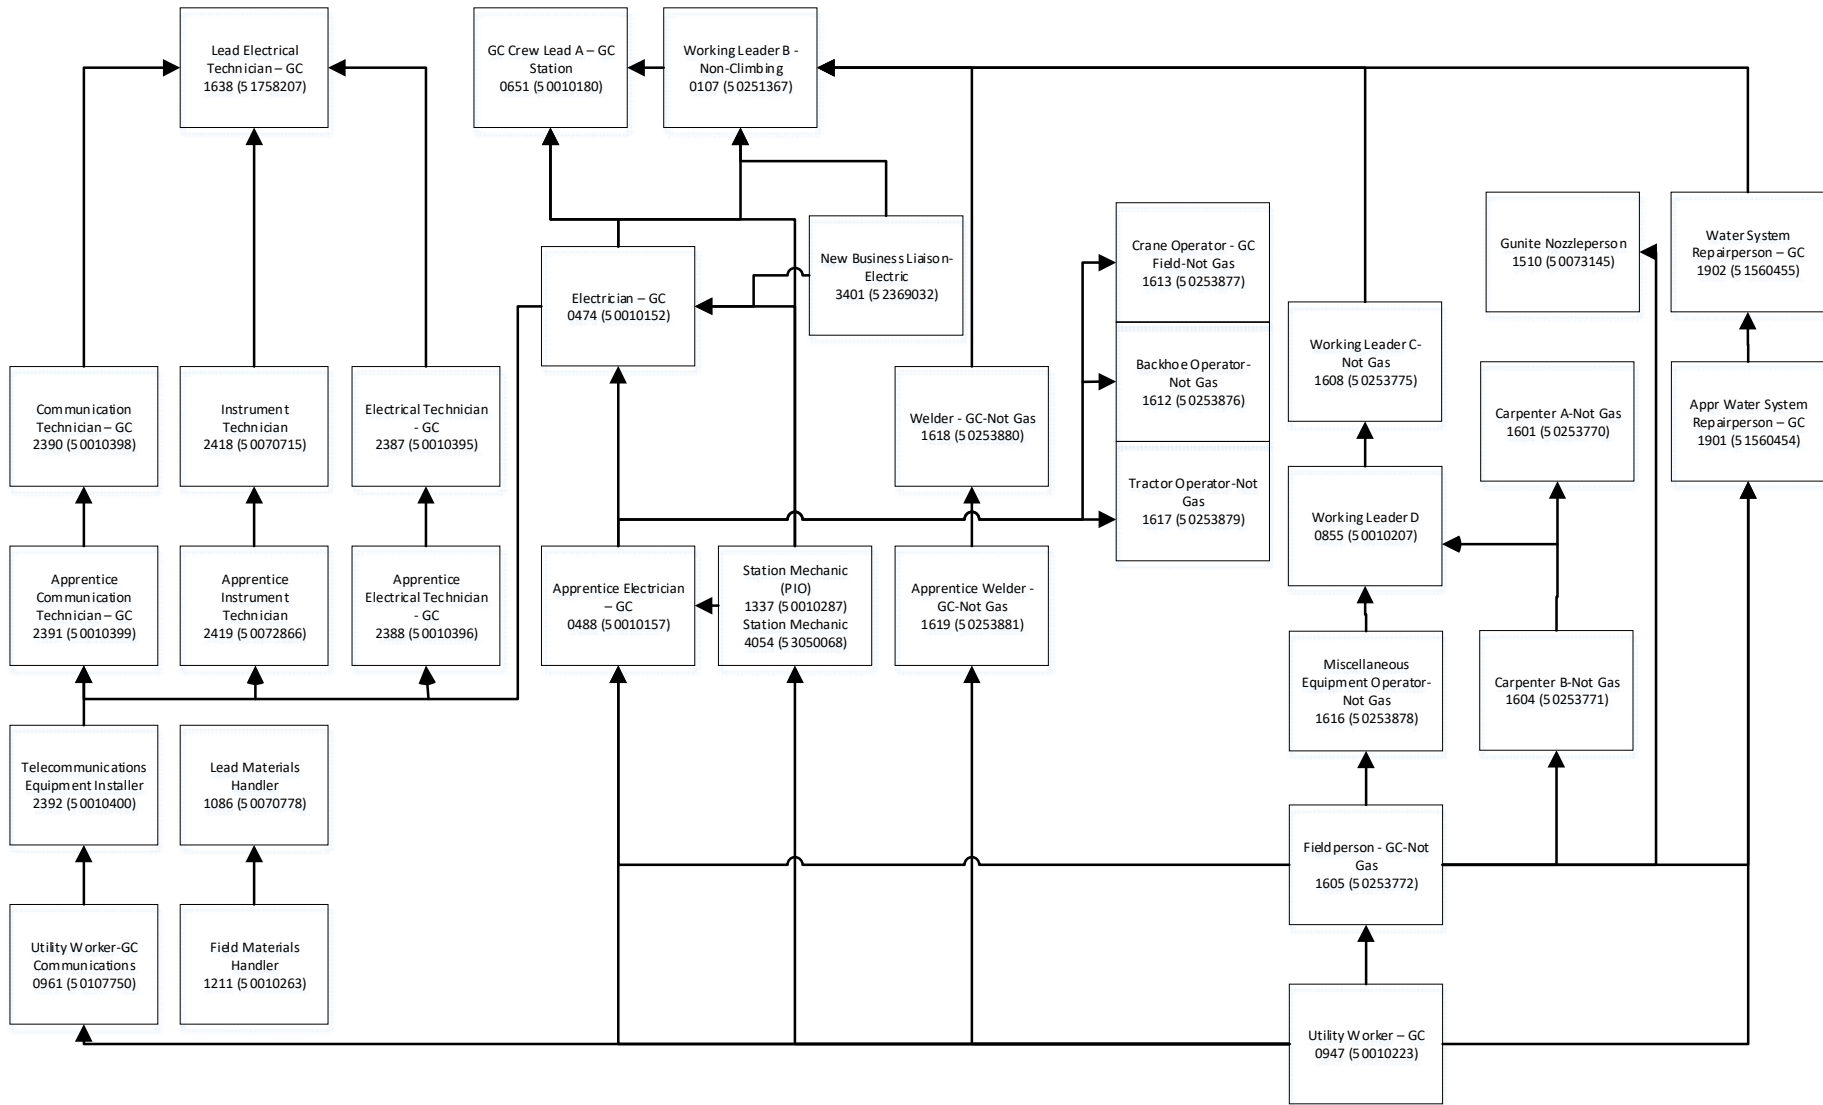 Lead Electrical
Technician – GC
1638 (51758207)
GC Crew Lead A – GC
Station
0651 (50010180)
Working Leader B -
Non-Climbing
0107 (50251367)
New Business Liaison-
Electric
3401 (52369032)
Electrician – GC
0474 (50010152)
Crane Operator - GC
Field-Not Gas
1613 (50253877)
Backhoe Operator-
Not Gas
1612 (50253876)
Tractor Operator-Not
Gas
1617 (50253879)
Gunite Nozzleperson
1510 (50073145)
Water System
Repairperson – GC
1902 (51560455)
Working Leader C-
Not Gas
1608 (50253775)
Communication
Technician – GC
2390 (50010398)
Instrument
Technician
2418 (50070715)
Electrical Technician
- GC
2387 (50010395)
Welder - GC-Not Gas
1618 (50253880)
Carpenter A-Not Gas
1601 (50253770)
Appr Water System
Repairperson – GC
1901 (51560454)
Working Leader D
0855 (50010207)
Apprentice
Communication
Technician – GC
2391 (50010399)
Apprentice
Instrument
Technician
2419 (50072866)
Apprentice
Electrical Technician
- GC
2388 (50010396)
Apprentice Electrician
– GC
0488 (50010157)
Station Mechanic
(PIO)
1337 (50010287)
Station Mechanic
4054 (53050068)
Apprentice Welder -
GC-Not Gas
1619 (50253881)
Miscellaneous
Equipment Operator-
Not Gas
1616 (50253878)
Carpenter B-Not Gas
1604 (50253771)
Telecommunications
Equipment Installer
2392 (50010400)
Lead Materials
Handler
1086 (50070778)
Fieldperson - GC-Not
Gas
1605 (50253772)
Utility Worker-GC
Communications
0961 (50107750)
Field Materials
Handler
1211 (50010263)
Utility Worker – GC
0947 (50010223)